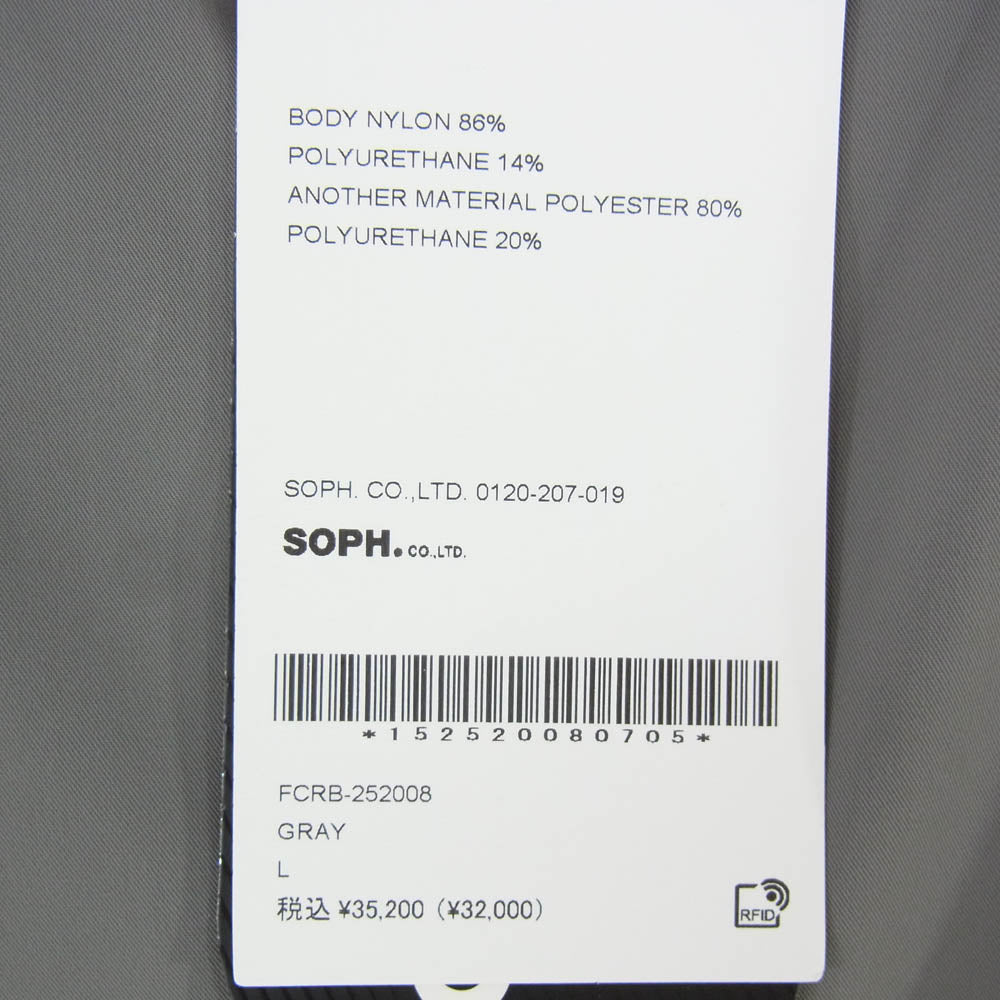 BODY NYLON 86%
POLYURETHANE 14%
ANOTHER MATERIAL POLYESTER 80%
POLYURETHANE 20%
SOPH. CO.,LTD. 0120-207-019
SOPH. CO.,LTD.
*152520080705*
FCRB-252008
GRAY
L
税込 ¥35,200 (¥32,000)
RFID